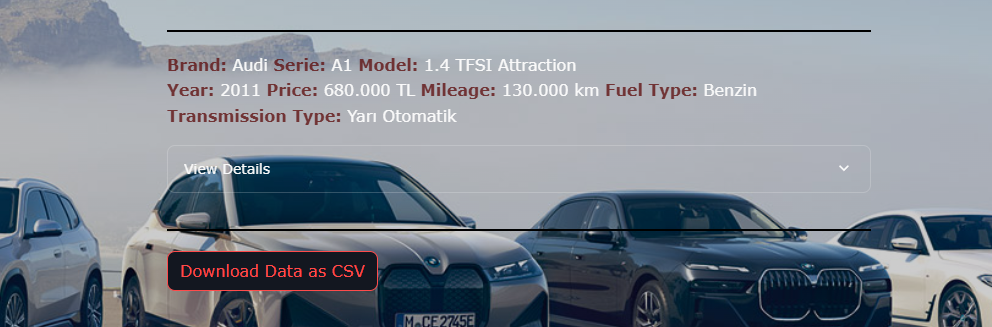 Brand: Audi Serie: A1 Model: 1.4 TFSI Attraction
Year: 2011 Price: 680.000 TL Mileage: 130.000 km Fuel Type: Benzin
Transmission Type: Yarı Otomatik
View Details
Download Data as CSV
M CE2745E